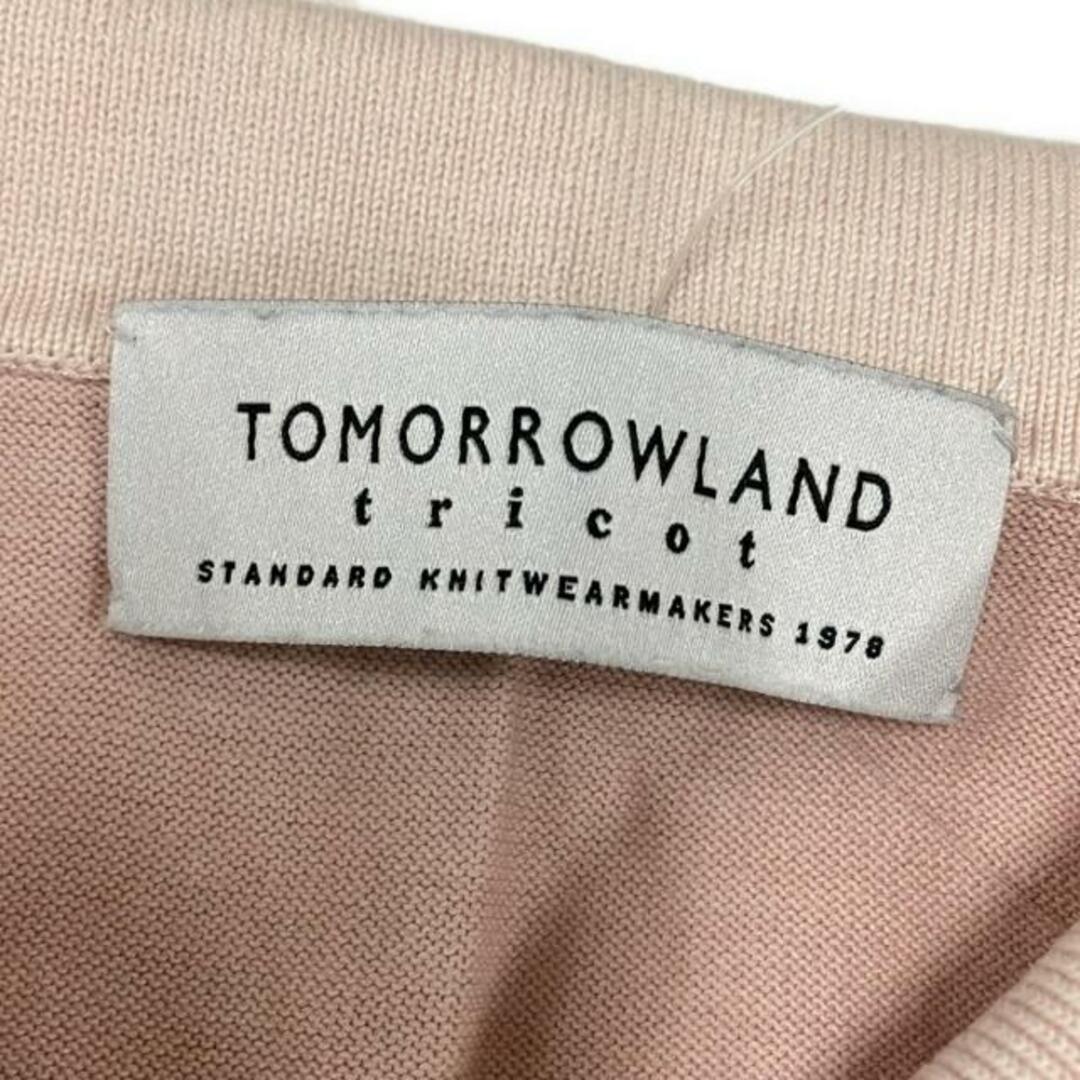 TOMORROWLAND
tricot
STANDARD KNITWEARMAKERS 1978